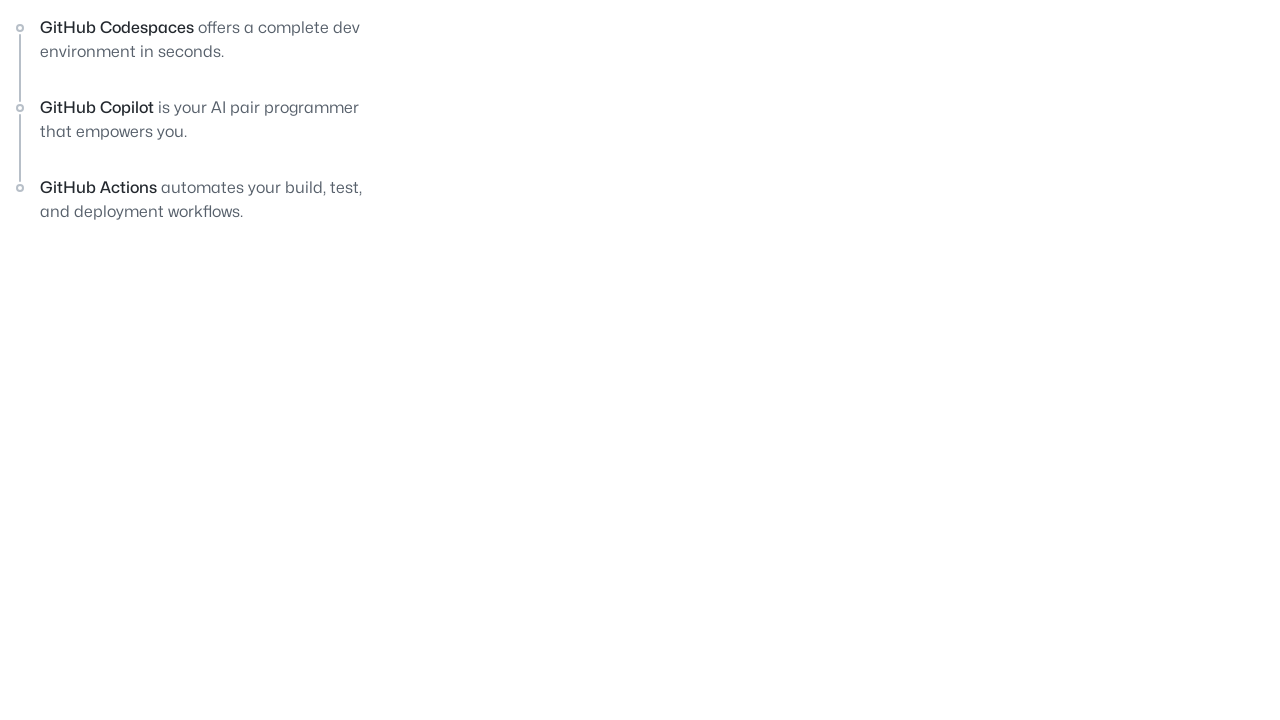 GitHub Codespaces offers a complete dev
environment in seconds.
GitHub Copilot is your AI pair programmer
that empowers you.
GitHub Actions automates your build, test,
and deployment workflows.